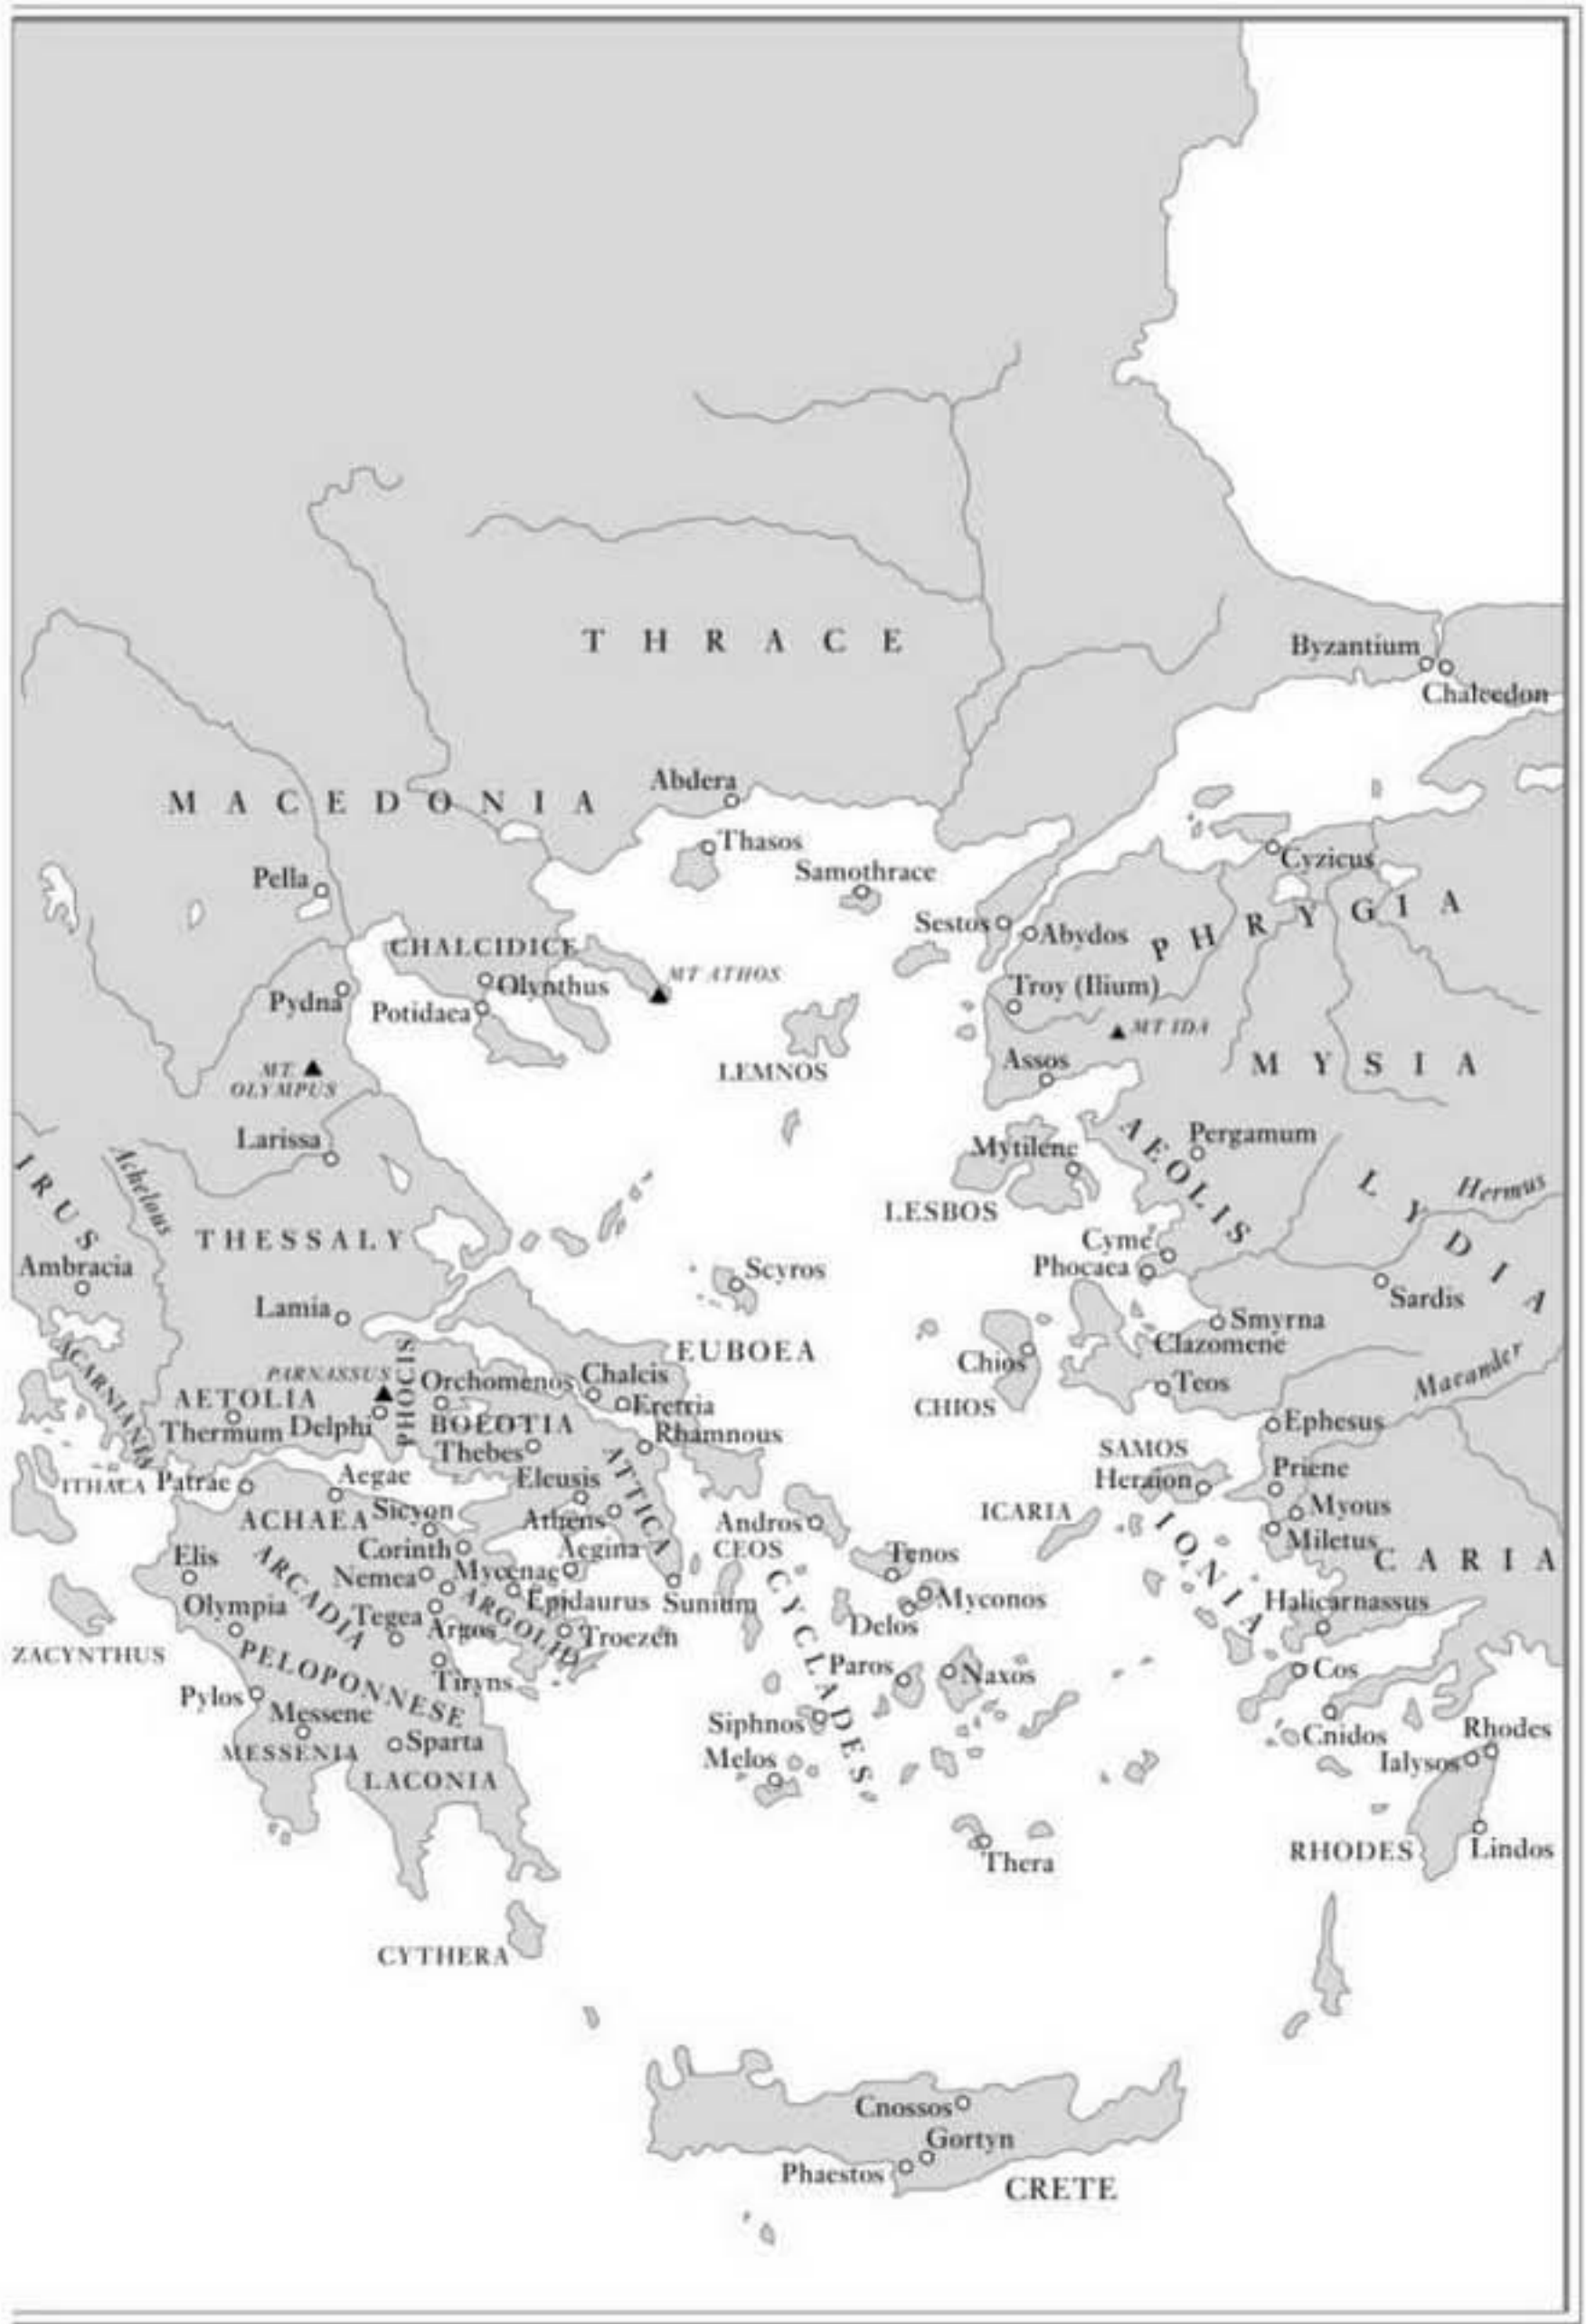 THRACE
Byzantium
Chalcedon
Abdera
MACEDONIA
Thasos
Cyzicus
Samothrace
Pella
PHRYGIA
Sestos
Abydos
CHALCIDICE
MT ATHOS
Olynthus
Troy (Ilium)
Pydna
Potidaea
MT IDA
MT.
OLYMPUS
LEMNOS
Assos
MYSIA
Larissa
Mytilene
AEOLIS
Pergamum
IRUS
Achelous
LYDIA
Hermus
LESBOS
THESSALY
Cyme
Ambracia
Phocaea
Scyros
Sardis
Lamia
Smyrna
Clazomene
EUBOEA
ACARNIANIS
PARNASSUS
PHOCIS
Orchomenos
Chalcis
Chios
Teos
Maeander
AETOLIA
Eretria
CHIOS
Thermum
Delphi
BOEOTIA
Ephesus
Thebes
Rhamnous
ATTICA
SAMOS
ITHACA
Patrae
Aegae
Eleusis
Heraion
Priene
ACHAEA
Sicyon
Athens
Andros
ICARIA
Myous
Corinth
Aegina
CEOS
IONIA
Miletus
CARIA
Elis
ARCADIA
Nemea
Mycenae
Tenos
Olympia
Tegea
ARGOLID
Epidaurus
Sunium
CYCLADES
Myconos
Halicarnassus
Argos
Troezen
Delos
ZACYNTHUS
PELOPONNESE
Paros
Naxos
Cos
Tiryns
Pylos
Messene
Siphnos
Cnidos
Rhodes
MESSENIA
Sparta
Melos
Ialysos
LACONIA
Thera
RHODES
Lindos
CYTHERA
Cnossos
Gortyn
Phaestos
CRETE